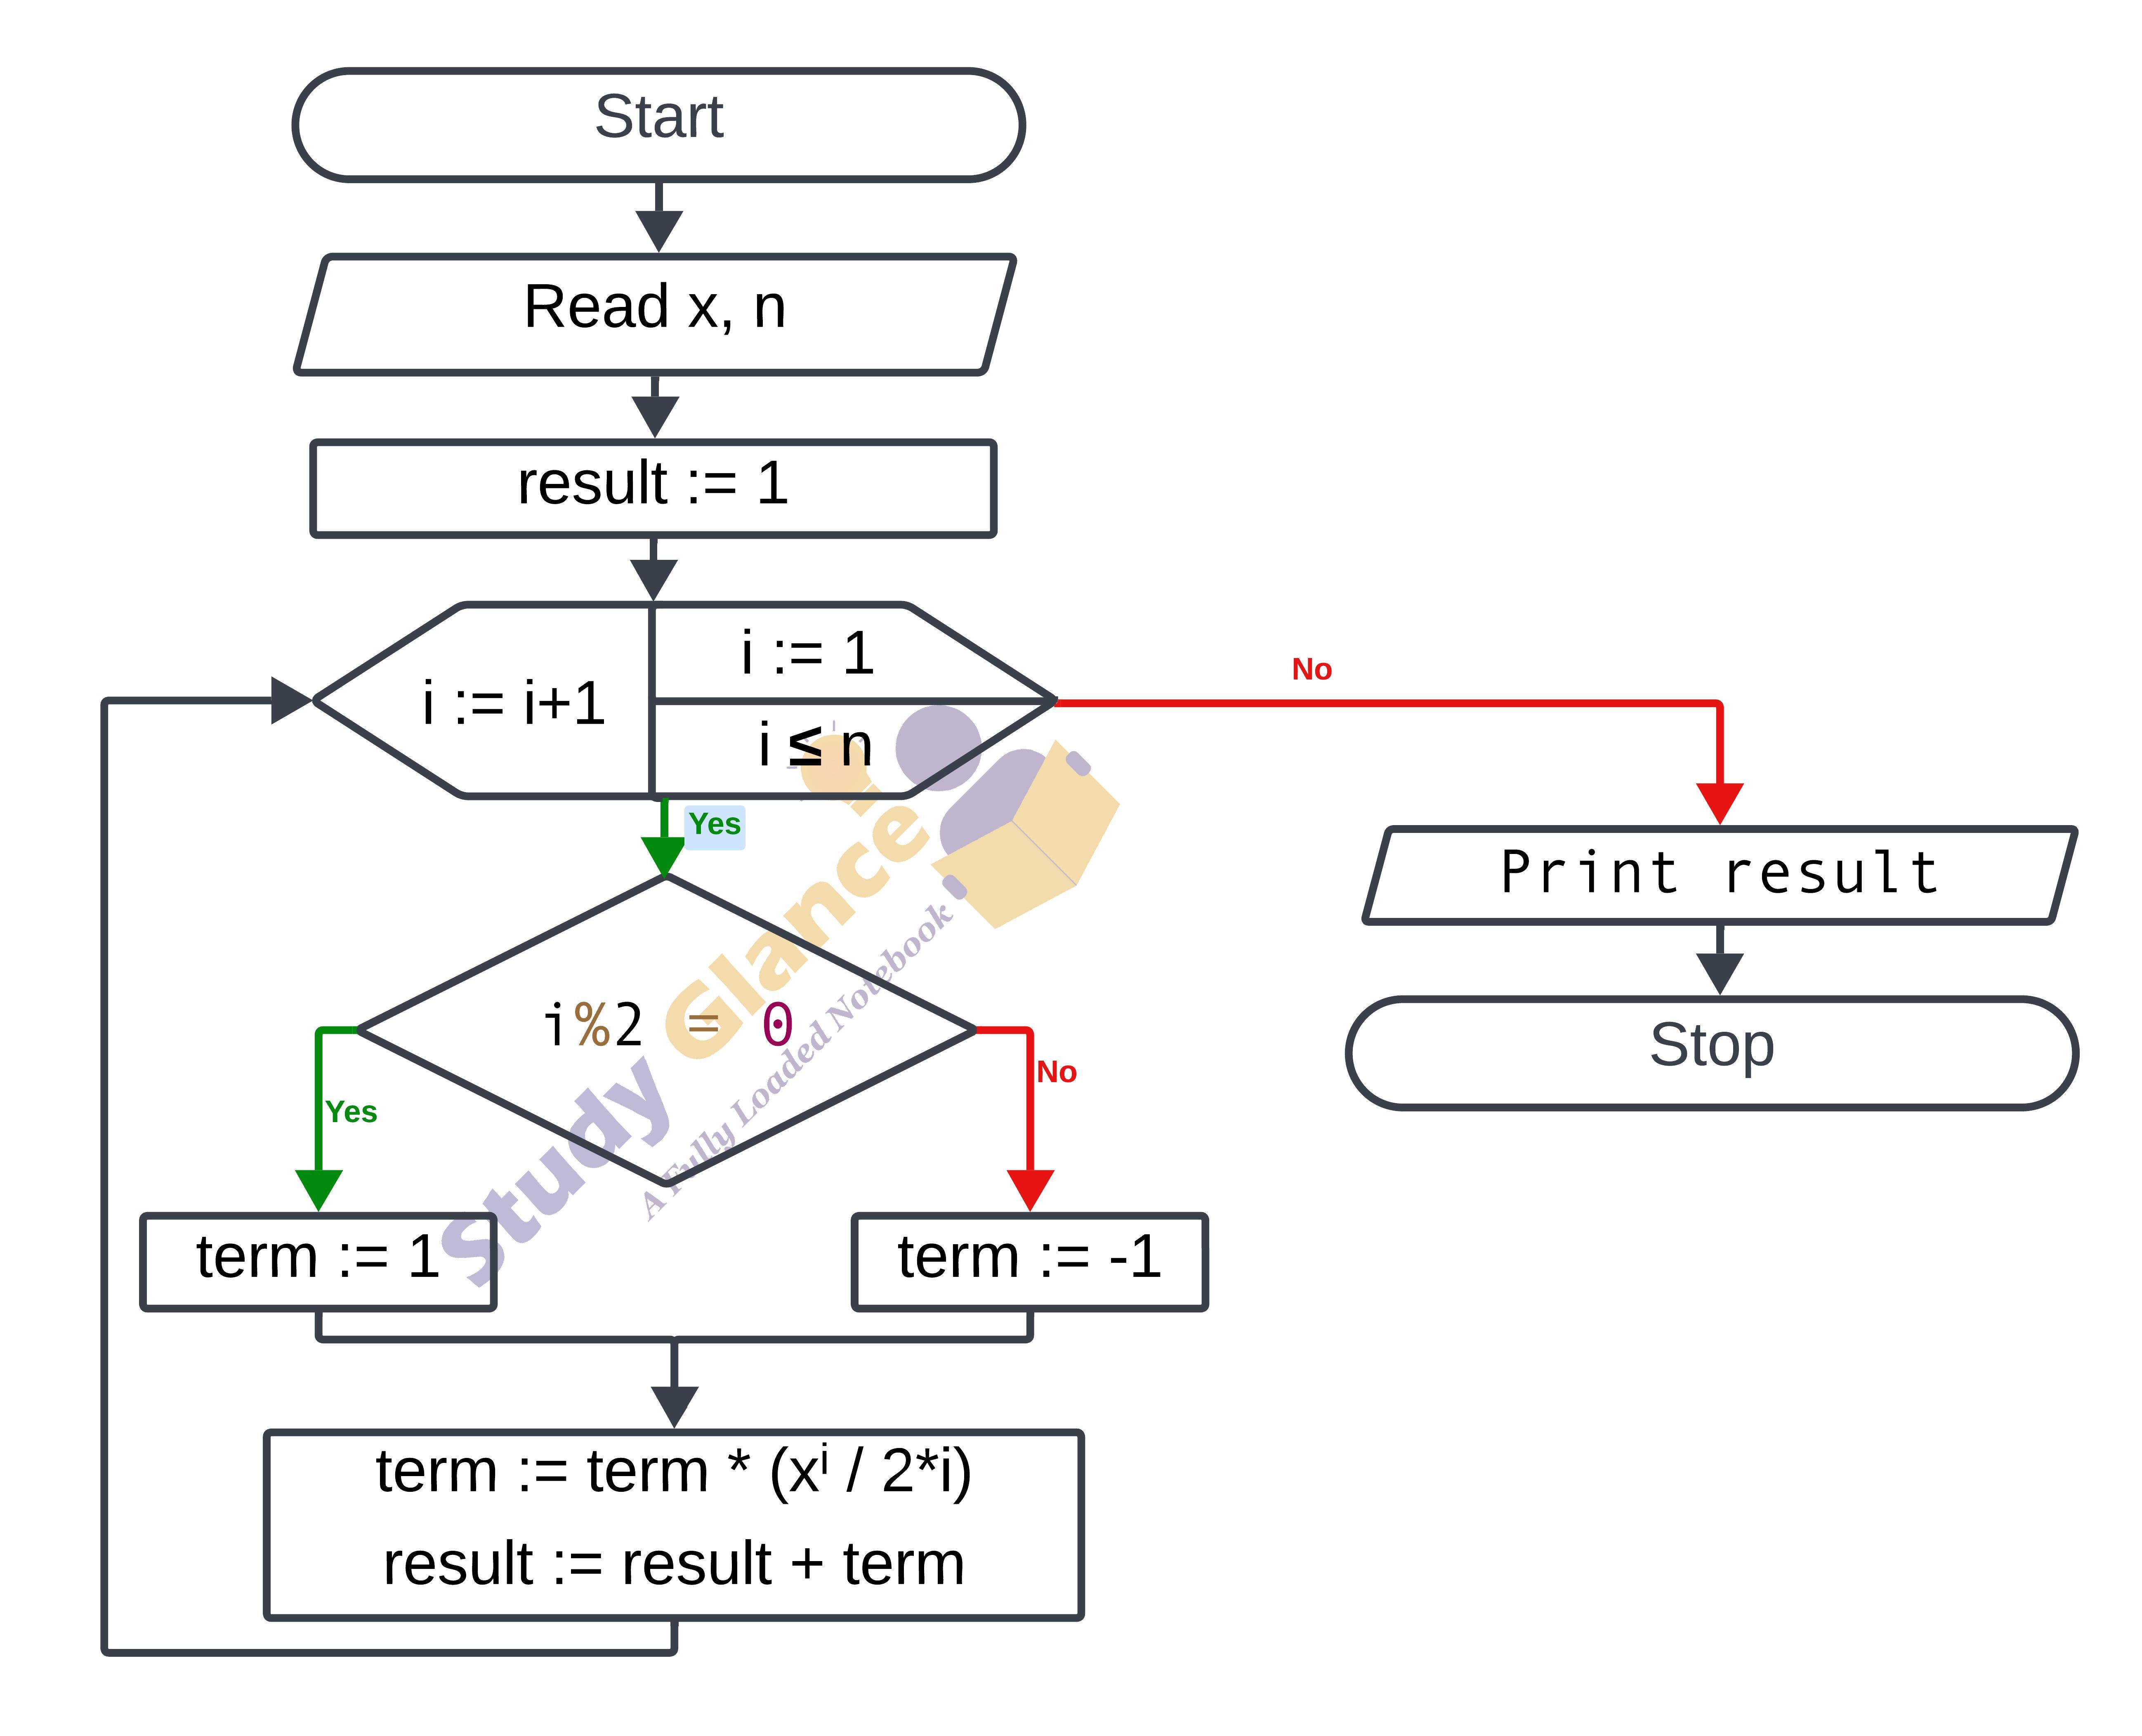 Start
Read x, n
result := 1
i := i+1
i := 1
i ≤ n
No
Yes
i%2 = 0
Yes
No
term := 1
term := -1
term := term * (xⁱ / 2*i)
result := result + term
Print result
Stop
Study Glance
A Fully Loaded Notebook